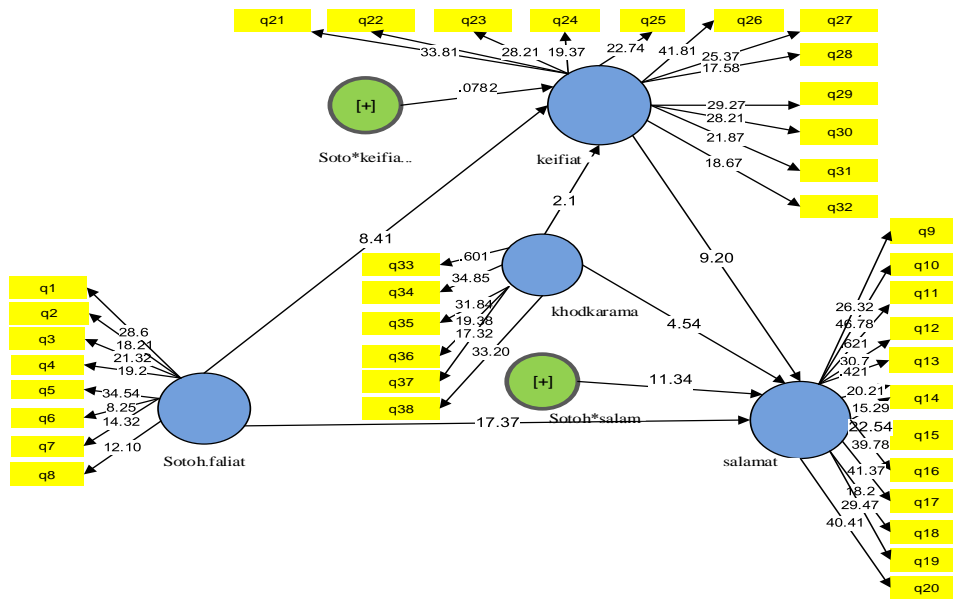 q21
q22
q23
q24
q25
q26
q27
33.81
28.21
19.37
22.74
41.81
25.37
q28
17.58
[+]
.0782
q29
29.27
28.21
q30
21.87
q31
18.67
Soto*keifia...
keifiat
q32
2.1
8.41
q9
9.20
q33
.601
q10
q34
34.85
q1
28.6
q2
18.21
q3
21.32
q4
19.2
q5
34.54
q6
8.25
q7
14.32
q8
12.10
Sotoh.faliat
khodkarama
q35
31.84
19.38
17.32
q36
33.20
q37
q38
4.54
[+]
11.34
Sotoh*salam
17.37
26.32
q11
46.78
q12
.621
30.7
q13
.421
20.21
q14
15.29
22.54
q15
39.78
salamat
q16
41.37
q17
18.2
29.47
q18
40.41
q19
q20